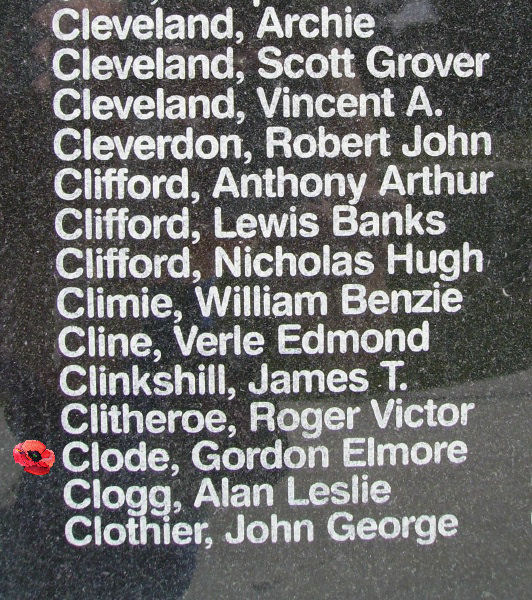 Cleveland, Archie
Cleveland, Scott Grover
Cleveland, Vincent A.
Cleverdon, Robert John
Clifford, Anthony Arthur
Clifford, Lewis Banks
Clifford, Nicholas Hugh
Climie, William Benzie
Cline, Verle Edmond
Clinkshill, James T.
Clitheroe, Roger Victor
Clode, Gordon Elmore
Clogg, Alan Leslie
Clothier, John George